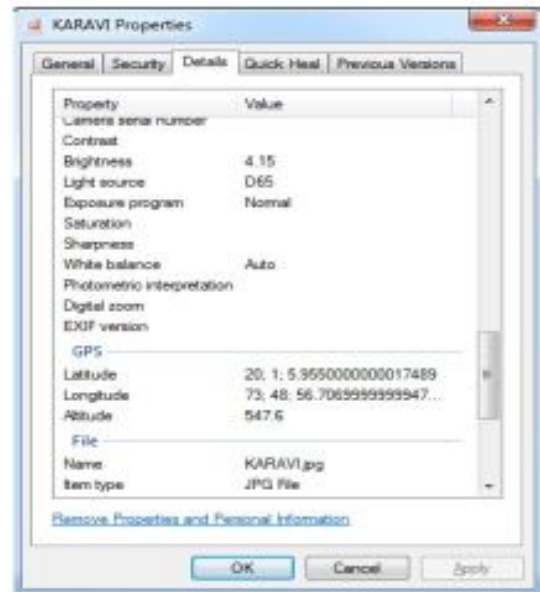 KARAVI Properties
General Security Details Quick Heal Previous Versions
Property Value
Camera serial number
Contrast
Brightness 4.15
Light source D65
Exposure program Normal
Saturation
Sharpness
White balance Auto
Photometric interpretation
Digital zoom
EXIF version
GPS
Latitude 20; 1; 5.9550000000017489
Longitude 73; 48; 56.7069999999947...
Altitude 547.6
File
Name KARAVI.jpg
Item type JPG File
Remove Properties and Personal Information
OK Cancel Apply